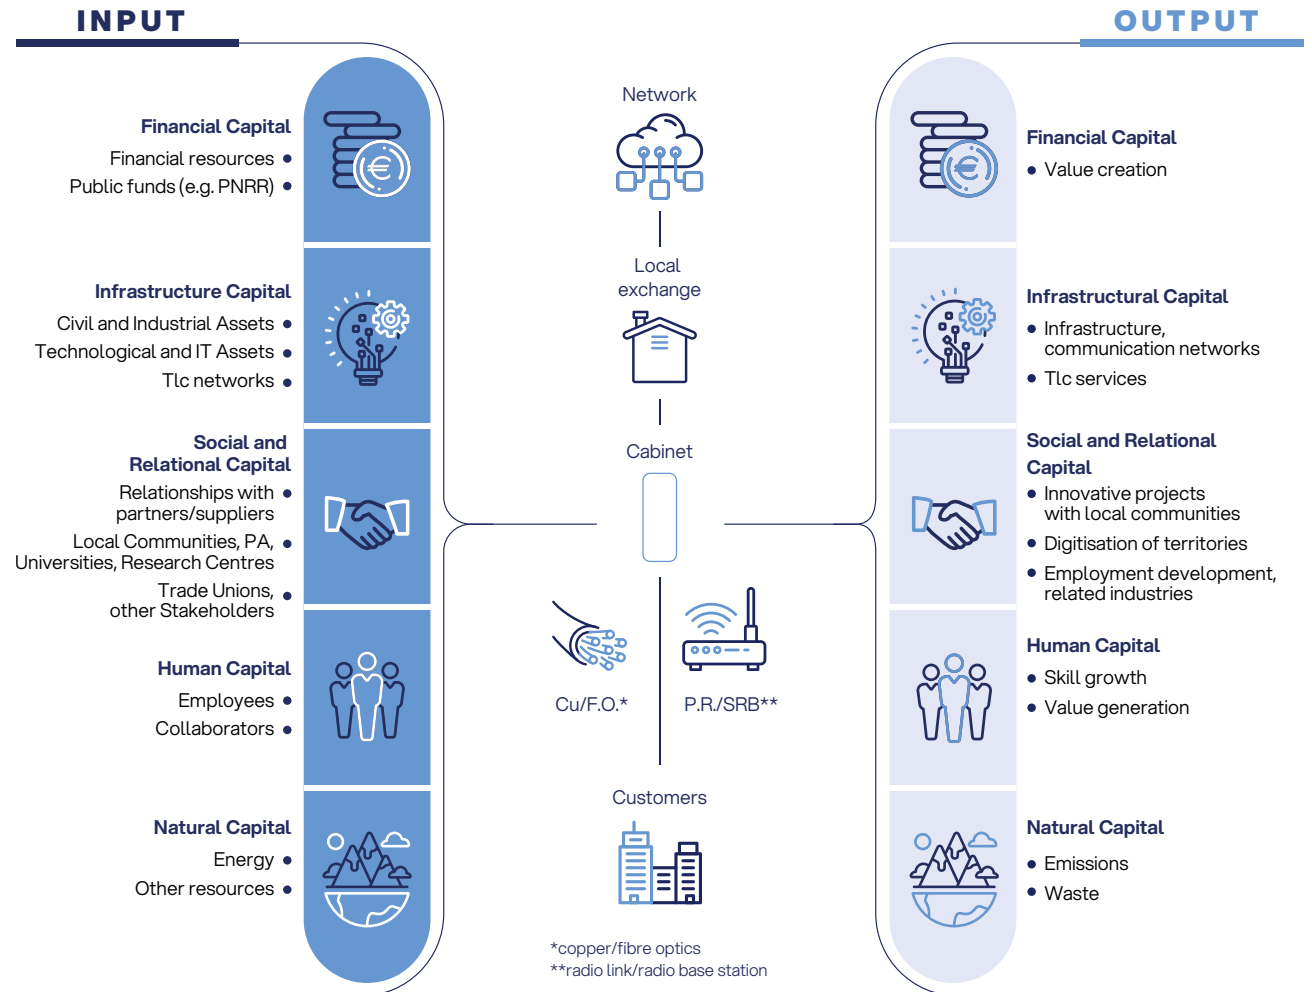 INPUT
Financial Capital
Financial resources
Public funds (e.g. PNRR)
Infrastructure Capital
Civil and Industrial Assets
Technological and IT Assets
Tlc networks
Social and
Relational Capital
Relationships with
partners/suppliers
Local Communities, PA,
Universities, Research Centres
Trade Unions,
other Stakeholders
Human Capital
Employees
Collaborators
Natural Capital
Energy
Other resources
Network
Local
exchange
Cabinet
Cu/F.O.*
P.R./SRB**
Customers
*copper/fibre optics
**radio link/radio base station
OUTPUT
Financial Capital
Value creation
Infrastructural Capital
Infrastructure,
communication networks
Tlc services
Social and Relational
Capital
Innovative projects
with local communities
Digitisation of territories
Employment development,
related industries
Human Capital
Skill growth
Value generation
Natural Capital
Emissions
Waste